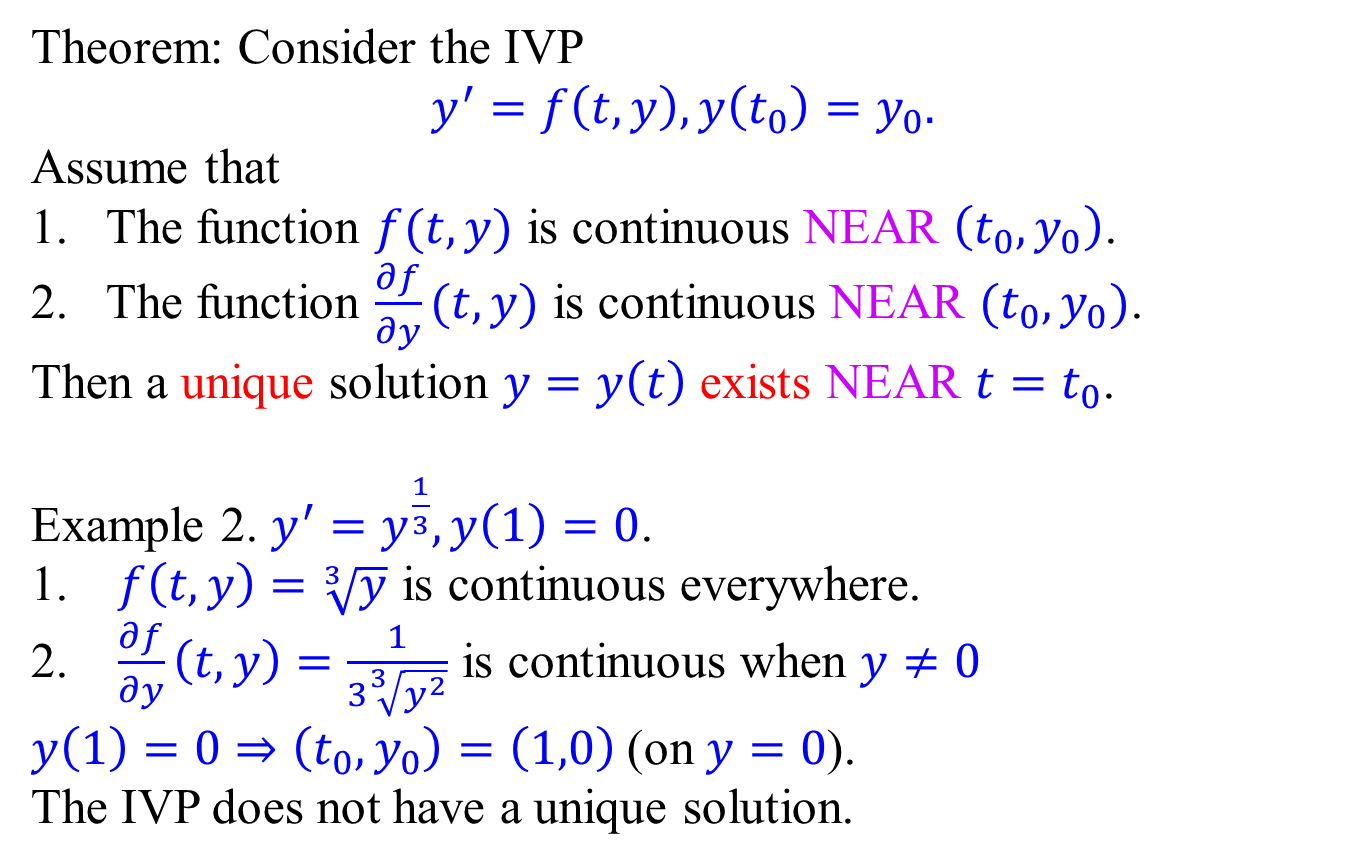 Theorem: Consider the IVP
y′ = f(t, y), y(t₀) = y₀.
Assume that
1. The function f(t, y) is continuous NEAR (t₀, y₀).
2. The function ∂f/∂y (t, y) is continuous NEAR (t₀, y₀).
Then a unique solution y = y(t) exists NEAR t = t₀.
Example 2. y′ = y^(1/3), y(1) = 0.
1. f(t, y) = ∛y is continuous everywhere.
2. ∂f/∂y (t, y) = 1/(3∛(y²)) is continuous when y ≠ 0
y(1) = 0 ⇒ (t₀, y₀) = (1,0) (on y = 0).
The IVP does not have a unique solution.